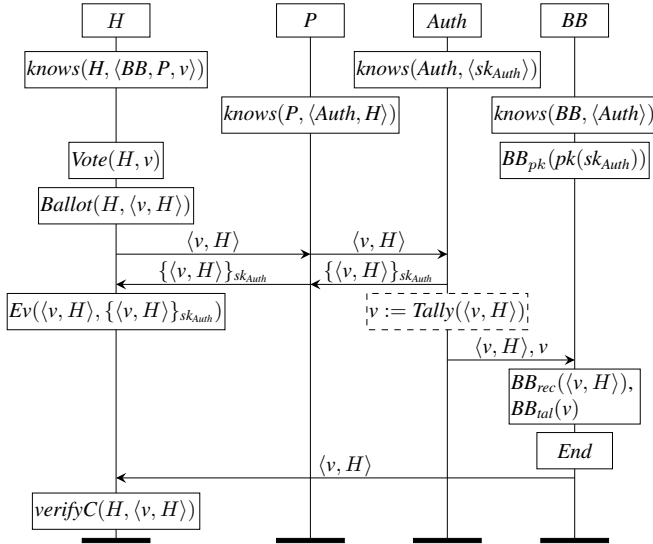 H P Auth BB
knows(H, ⟨BB, P, v⟩) knows(Auth, ⟨sk_Auth⟩)
knows(P, ⟨Auth, H⟩) knows(BB, ⟨Auth⟩)
Vote(H, v) BB_pk(pk(sk_Auth))
Ballot(H, ⟨v, H⟩)
⟨v, H⟩ ⟨v, H⟩
{⟨v, H⟩}_sk_Auth {⟨v, H⟩}_sk_Auth
Ev(⟨v, H⟩, {⟨v, H⟩}_sk_Auth) v := Tally(⟨v, H⟩)
⟨v, H⟩, v
BB_rec(⟨v, H⟩),
BB_tal(v)
End
⟨v, H⟩
verifyC(H, ⟨v, H⟩)